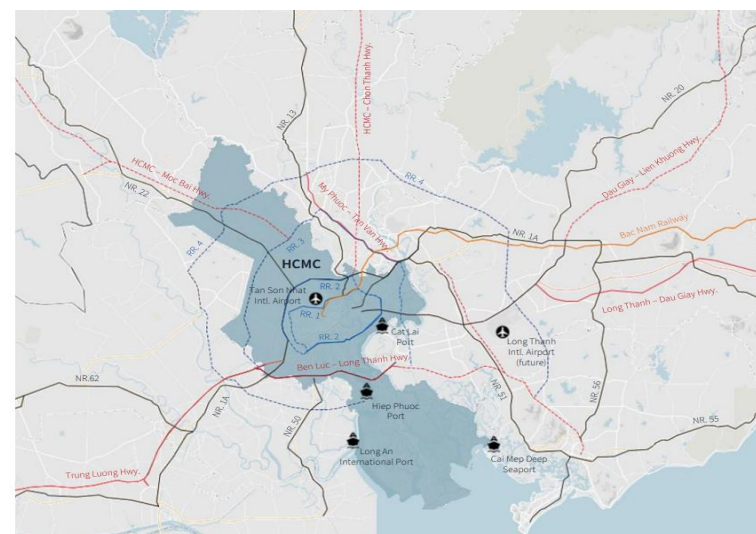 NR. 13
HCMC – Chon Thanh Hwy.
NR. 20
HCMC – Moc Bai Hwy.
NR. 22
My Phuoc – Tan Van Hwy.
RR. 4
Dau Giay – Lien Khuong Hwy.
RR. 4
RR. 3
NR. 1A
Bac Nam Railway
HCMC
Tan Son Nhat
Intl. Airport
RR. 2
RR. 1
RR. 2
Cat Lai
Port
Long Thanh
Intl. Airport
(future)
Long Thanh – Dau Giay Hwy.
Ben Luc – Long Thanh Hwy
NR.62
NR.1A
NR.50
Hiep Phuoc
Port
NR. 51
NR. 56
NR. 55
Long An
International Port
Cai Mep Deep
Seaport
Trung Luong Hwy.